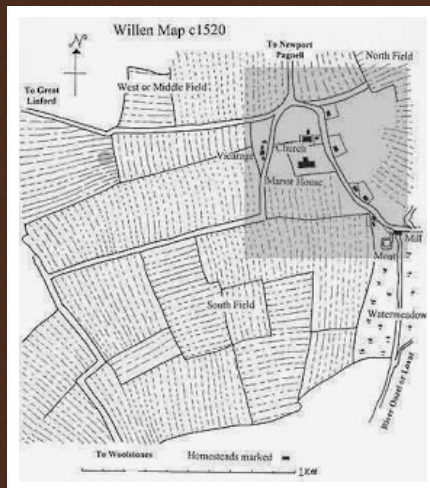 Willen Map c1520
N
To Newport
Pagnell
North Field
West or Middle Field
To Great
Linford
Church
Vicarage
Manor House
Mill
Moat
South Field
Watermeadow
River Ouzel or Lovat
To Woolstones
Homesteads marked
1 Km